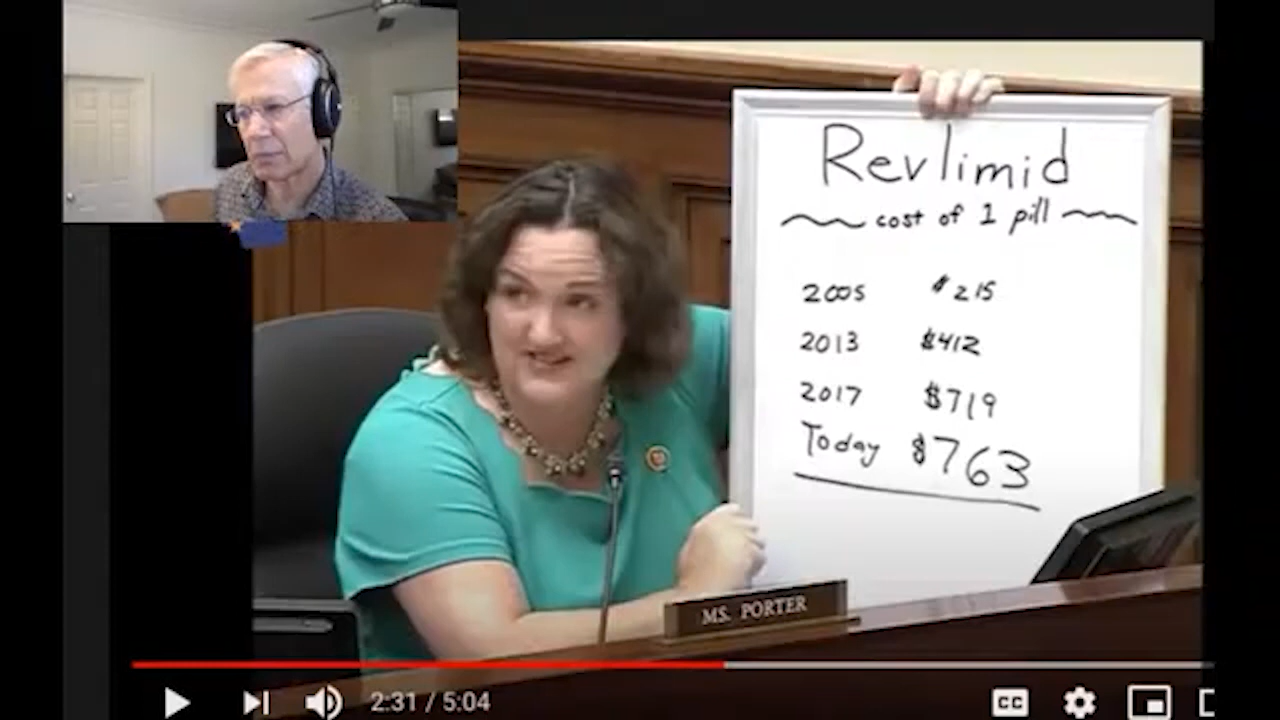 Revlimid
cost of 1 pill
2005 $215
2013 $412
2017 $719
Today $763
MS. PORTER
2:31 / 5:04
CC